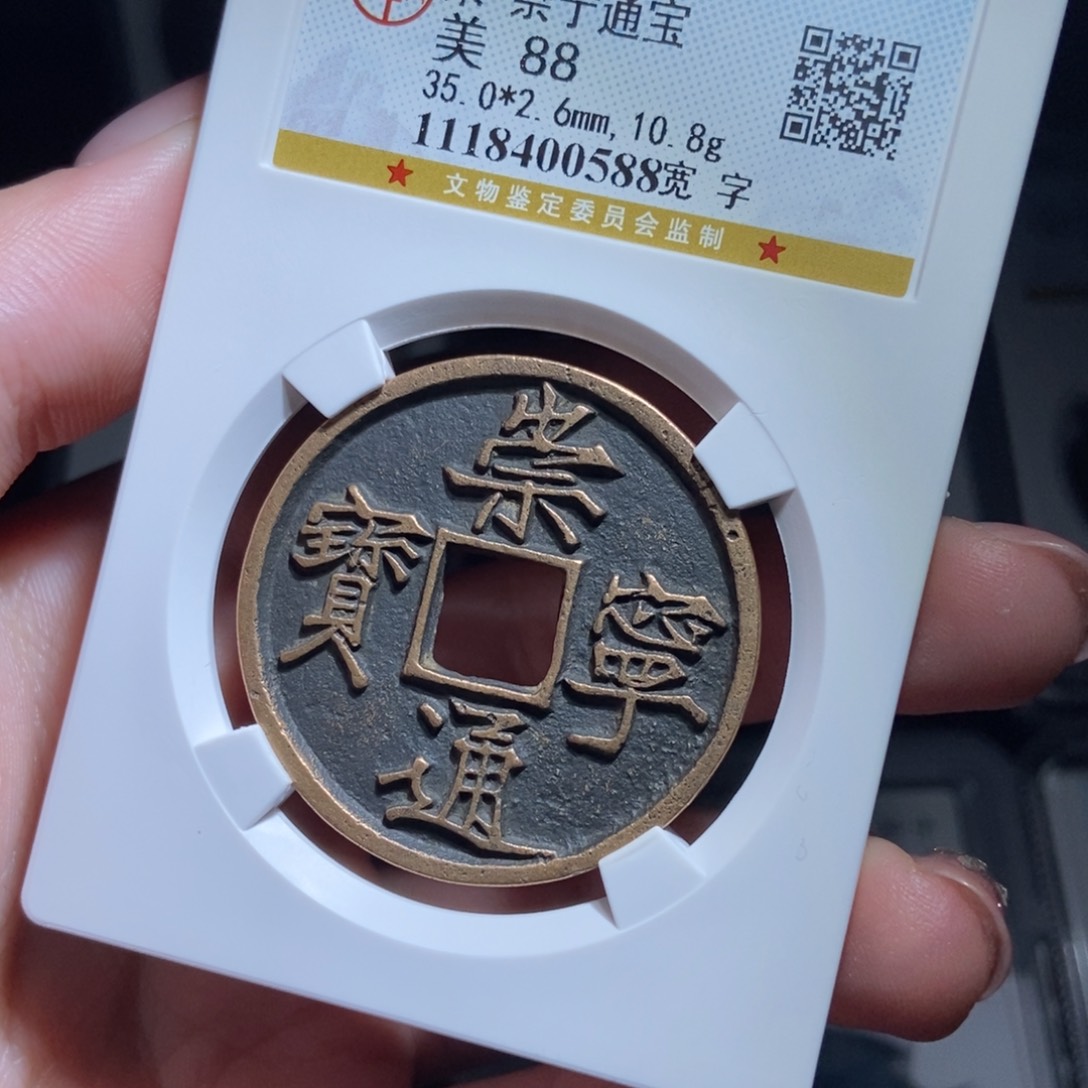 崇宁通宝
美 88
35.0*2.6mm,10.8g
1118400588宽 字
文物鉴定委员会监制
崇寧通寶